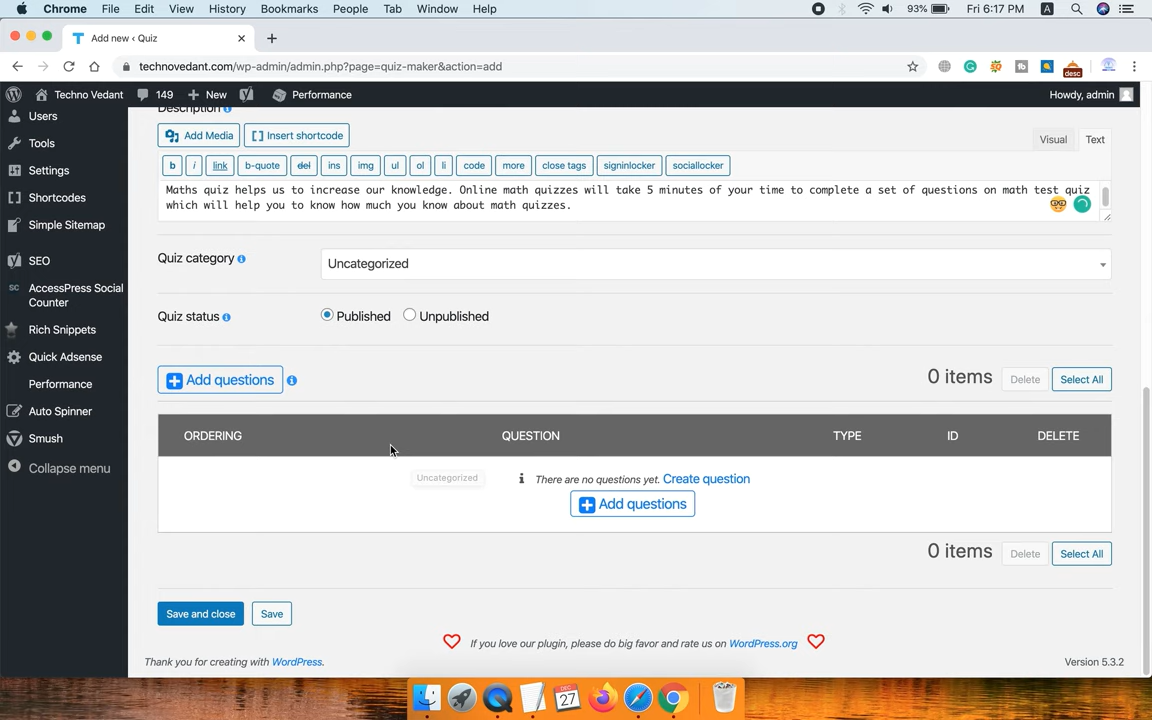 Chrome File Edit View History Bookmarks People Tab Window Help 93% Fri 6:17 PM A
Add new ‹ Quiz
technovedant.com/wp-admin/admin.php?page=quiz-maker&action=add
desc
Techno Vedant 149 New Performance Howdy, admin
Users
Tools
Settings
Shortcodes
Simple Sitemap
SEO
SC AccessPress Social
Counter
Rich Snippets
Quick Adsense
Performance
Auto Spinner
Smush
Collapse menu
Description
Add Media [ ] Insert shortcode
Visual Text
b i link b-quote del ins img ul ol li code more close tags signinlocker sociallocker
Maths quiz helps us to increase our knowledge. Online math quizzes will take 5 minutes of your time to complete a set of questions on math test quiz
which will help you to know how much you know about math quizzes.
Quiz category Uncategorized
Quiz status Published Unpublished
Add questions 0 items Delete Select All
ORDERING QUESTION TYPE ID DELETE
Uncategorized
There are no questions yet. Create question
Add questions
0 items Delete Select All
Save and close Save
If you love our plugin, please do big favor and rate us on WordPress.org
Thank you for creating with WordPress. Version 5.3.2
DEC
27